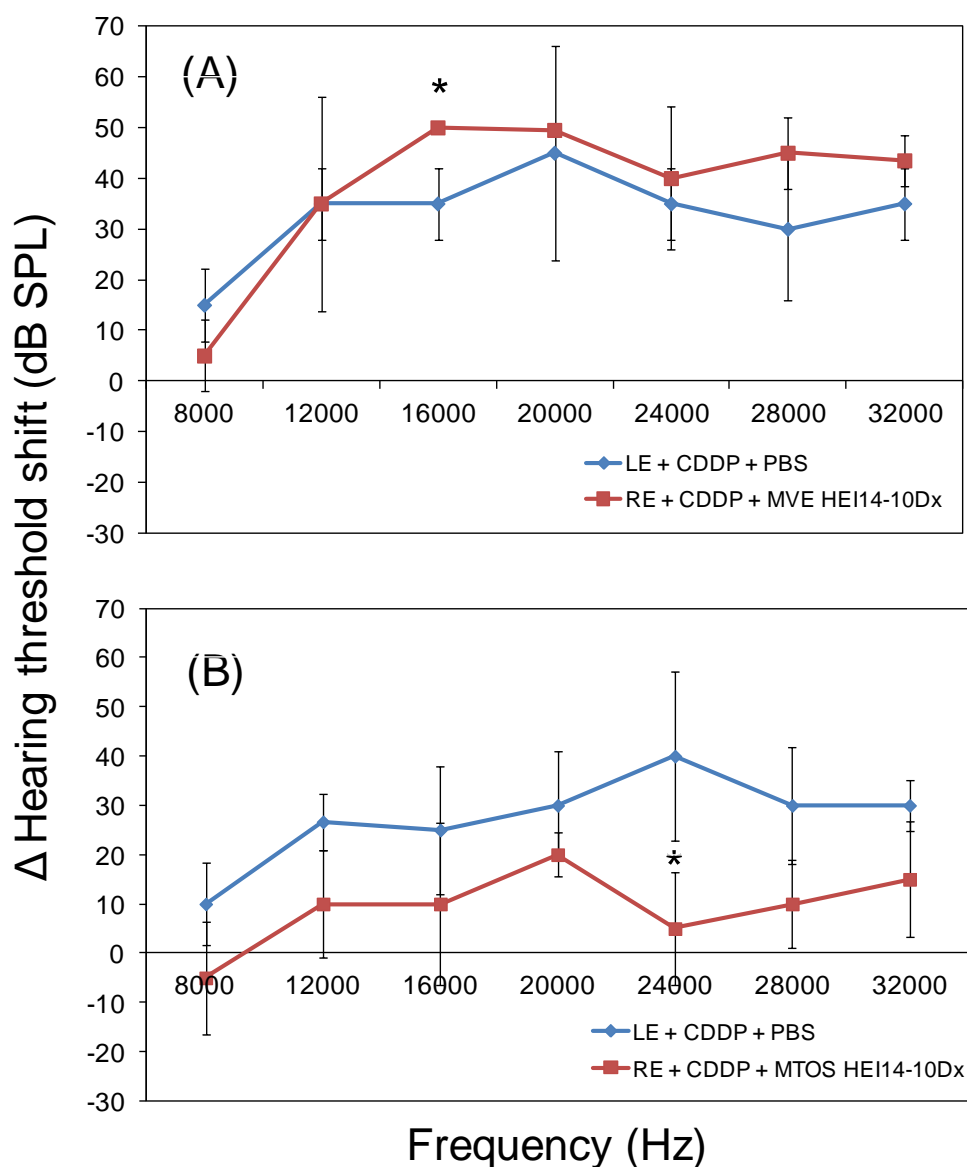 Δ Hearing threshold shift (dB SPL)
70
60
50
40
30
20
10
0
-10
-20
-30
(A)
*
8000 12000 16000 20000 24000 28000 32000
LE + CDDP + PBS
RE + CDDP + MVE HEI14-10Dx
70
60
50
40
30
20
10
0
-10
-20
-30
(B)
*
8000 12000 16000 20000 24000 28000 32000
LE + CDDP + PBS
RE + CDDP + MTOS HEI14-10Dx
Frequency (Hz)